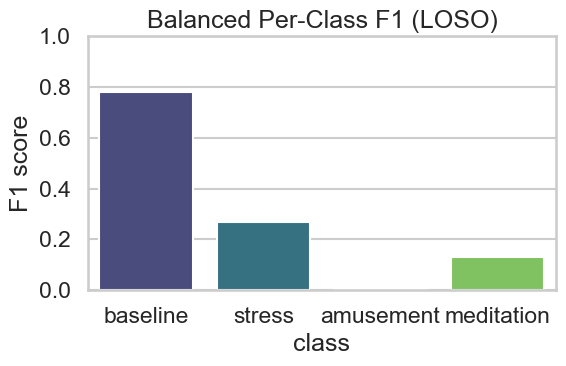 Balanced Per-Class F1 (LOSO)
F1 score
1.0
0.8
0.6
0.4
0.2
0.0
baseline stress amusement meditation
class